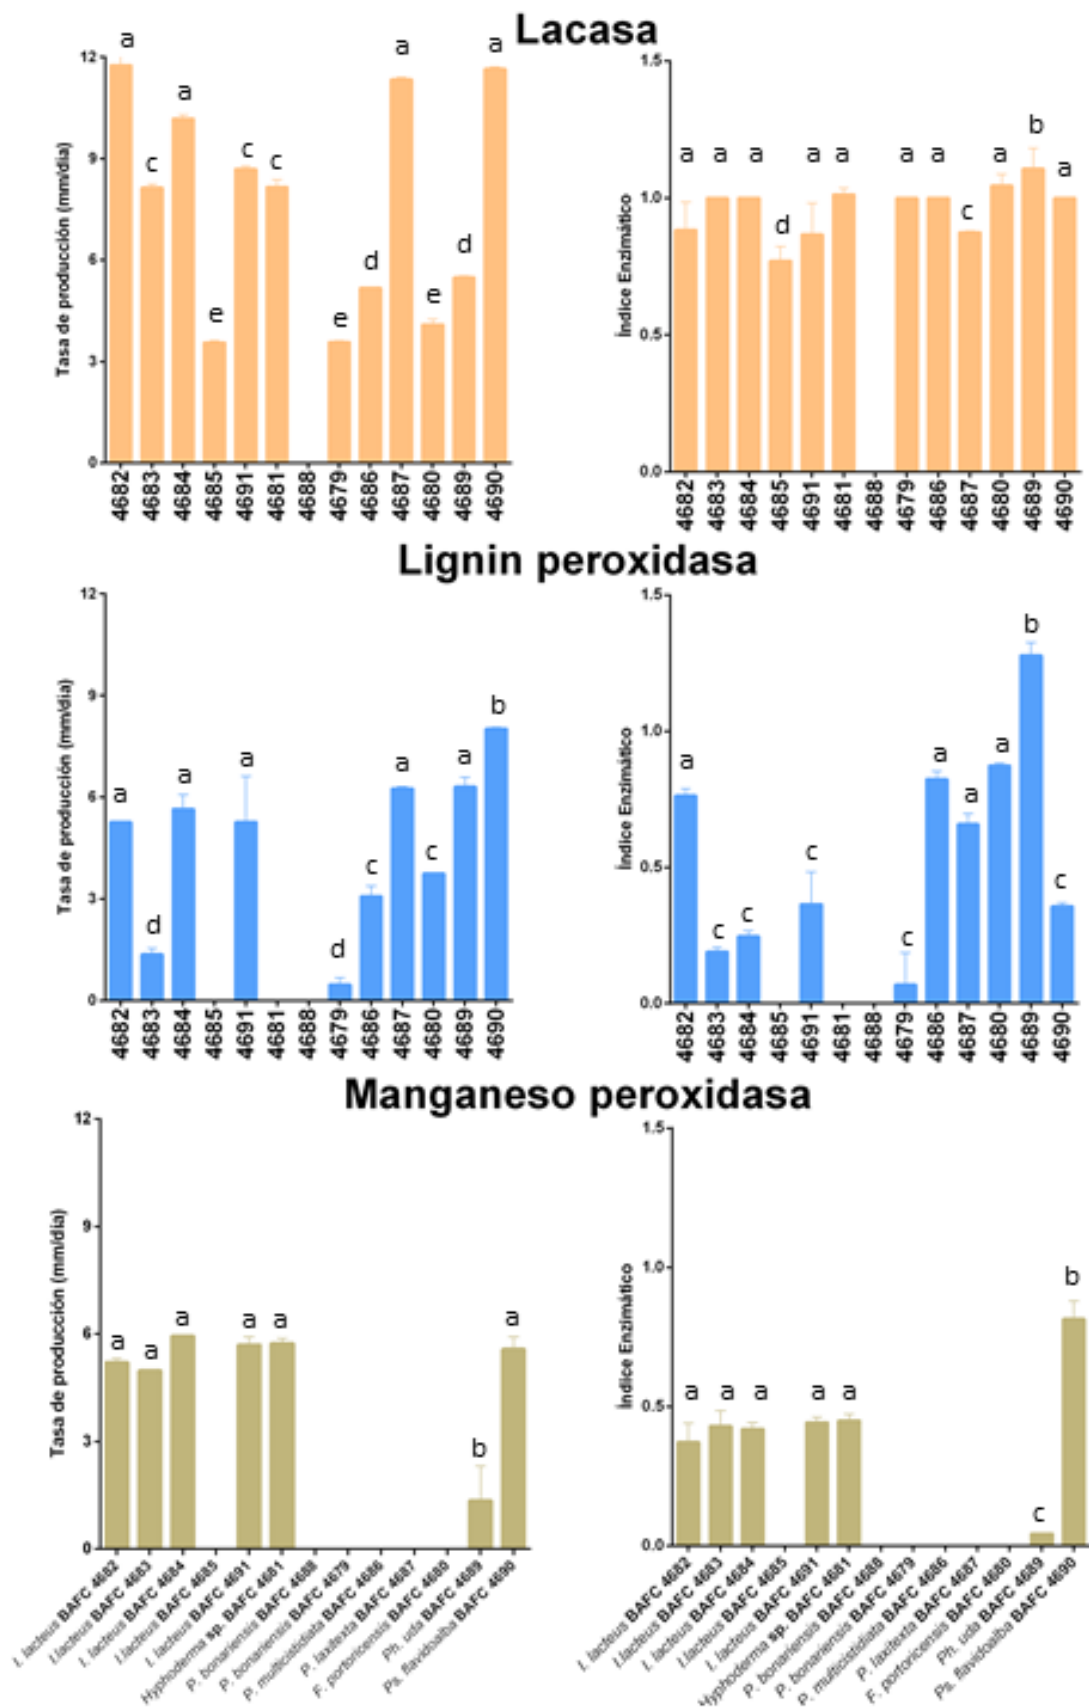 Lacasa
a a c a e c c d a e d e a
12
9
6
3
0
Tasa de producción (mm/dia)
4682 4683 4684 4685 4691 4681 4688 4679 4686 4687 4680 4689 4690
a a a d a a a a c a b a
1.5
1.0
0.5
0.0
Índice Enzimático
4682 4683 4684 4685 4691 4681 4688 4679 4686 4687 4680 4689 4690
Lignin peroxidasa
a d a a d c a c a b
12
9
6
3
0
Tasa de producción (mm/dia)
4682 4683 4684 4685 4691 4681 4688 4679 4686 4687 4680 4689 4690
a c c c c a a a b c
1.5
1.0
0.5
0.0
Índice Enzimático
4682 4683 4684 4685 4691 4681 4688 4679 4686 4687 4680 4689 4690
Manganeso peroxidasa
a a a a a b a
12
9
6
3
0
Tasa de producción (mm/dia)
I. lacteus BAFC 4682
I.lacteus BAFC 4683
I. lacteus BAFC 4684
I.lacteus BAFC 4685
I. lacteus BAFC 4691
Hyphoderma sp. BAFC 4681
P. bonariensis BAFC 4688
P. bonariensis BAFC 4679
P. multicistidiata BAFC 4686
P. laxitexta BAFC 4687
F. portoricensis BAFC 4680
Ph. uda BAFC 4689
Ps. flavidoalba BAFC 4690
a a a a a c b
1.5
1.0
0.5
0.0
Índice Enzimático
I. lacteus BAFC 4682
I.lacteus BAFC 4683
I. lacteus BAFC 4684
I.lacteus BAFC 4685
I. lacteus BAFC 4691
Hyphoderma sp. BAFC 4681
P. bonariensis BAFC 4688
P. bonariensis BAFC 4679
P. multicistidiata BAFC 4686
P. laxitexta BAFC 4687
F. portoricensis BAFC 4680
Ph. uda BAFC 4689
Ps. flavidoalba BAFC 4690